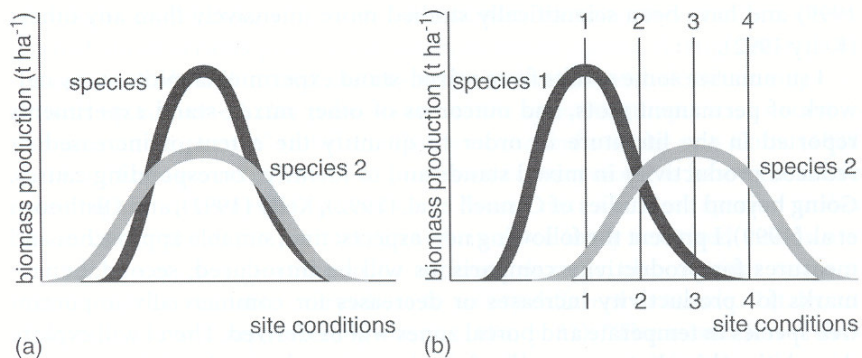 biomass production (t ha⁻¹)
species 1
species 2
site conditions
(a)
biomass production (t ha⁻¹)
1 2 3 4
species 1
species 2
1 2 3 4
site conditions
(b)